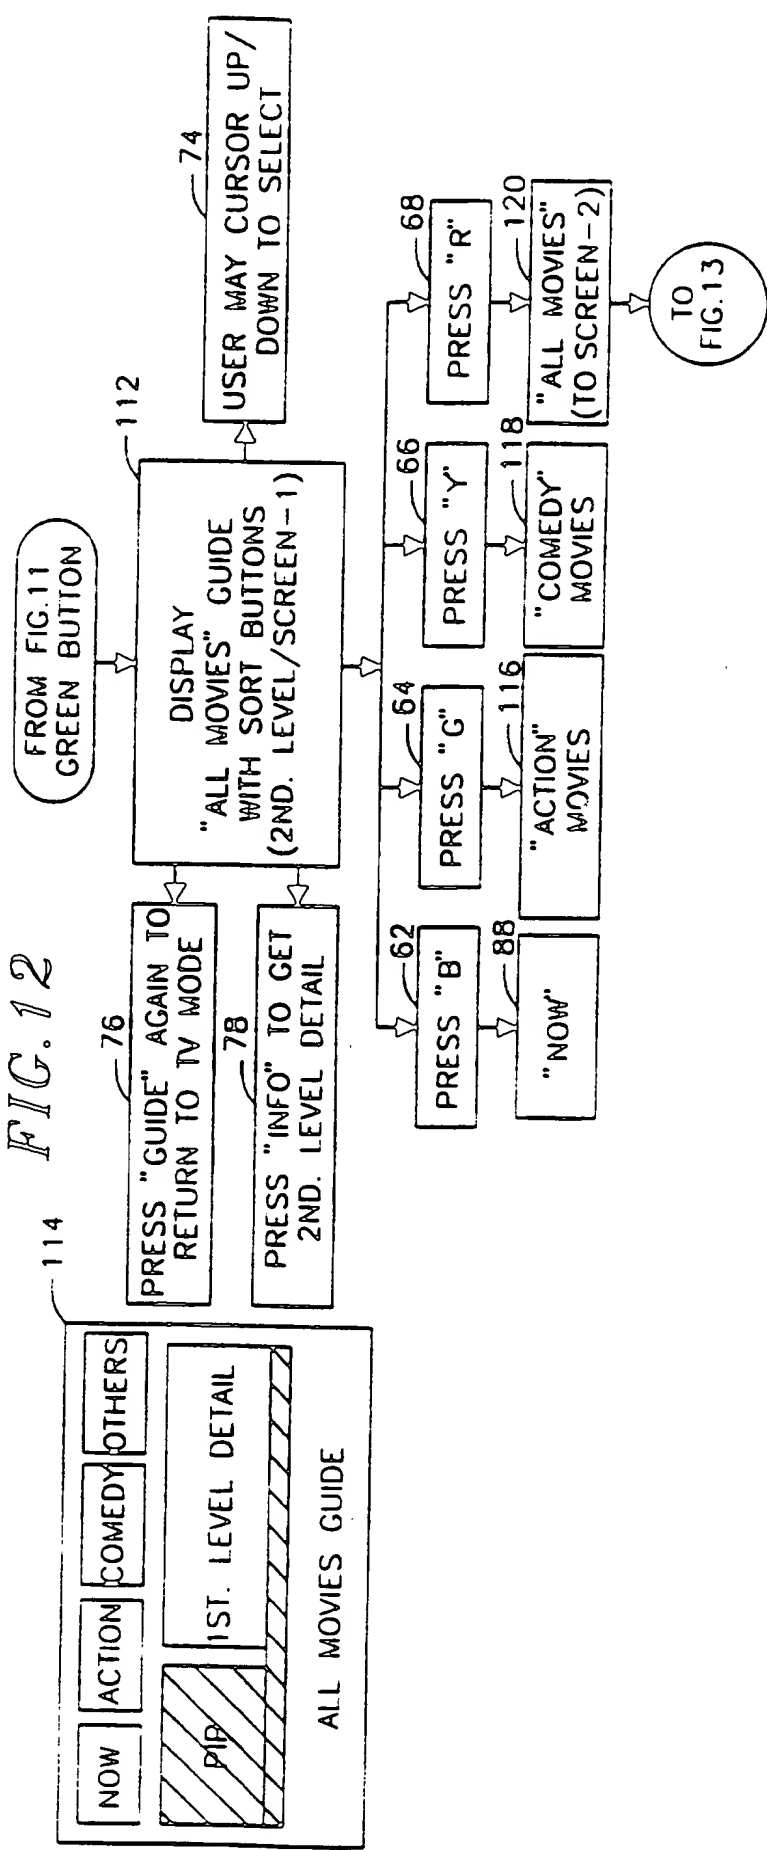 FIG.12
114
NOW
ACTION
COMEDY
OTHERS
PIP
1ST. LEVEL DETAIL
ALL MOVIES GUIDE
FROM FIG.11
GREEN BUTTON
112
DISPLAY
"ALL MOVIES" GUIDE
WITH SORT BUTTONS
(2ND. LEVEL/SCREEN-1)
76
PRESS "GUIDE" AGAIN TO
RETURN TO TV MODE
78
PRESS "INFO" TO GET
2ND. LEVEL DETAIL
74
USER MAY CURSOR UP/
DOWN TO SELECT
62
PRESS "B"
64
PRESS "G"
66
PRESS "Y"
68
PRESS "R"
88
"NOW"
116
"ACTION"
MOVIES
118
"COMEDY"
MOVIES
120
"ALL MOVIES"
(TO SCREEN-2)
TO
FIG.13